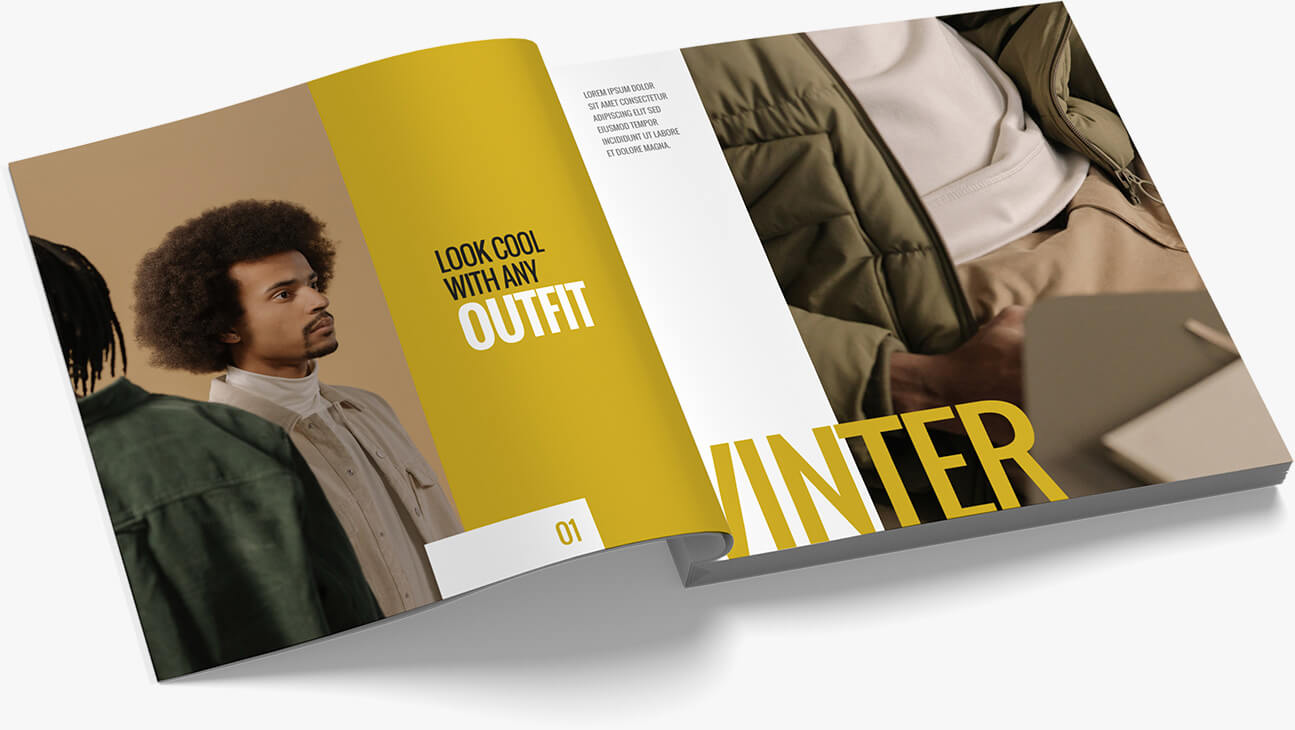 LOOK COOL
WITH ANY
OUTFIT
01
LOREM IPSUM DOLOR
SIT AMET CONSECTETUR
ADIPISCING ELIT SED
EIUSMOD TEMPOR
INCIDIDUNT UT LABORE
ET DOLORE MAGNA.
WINTER